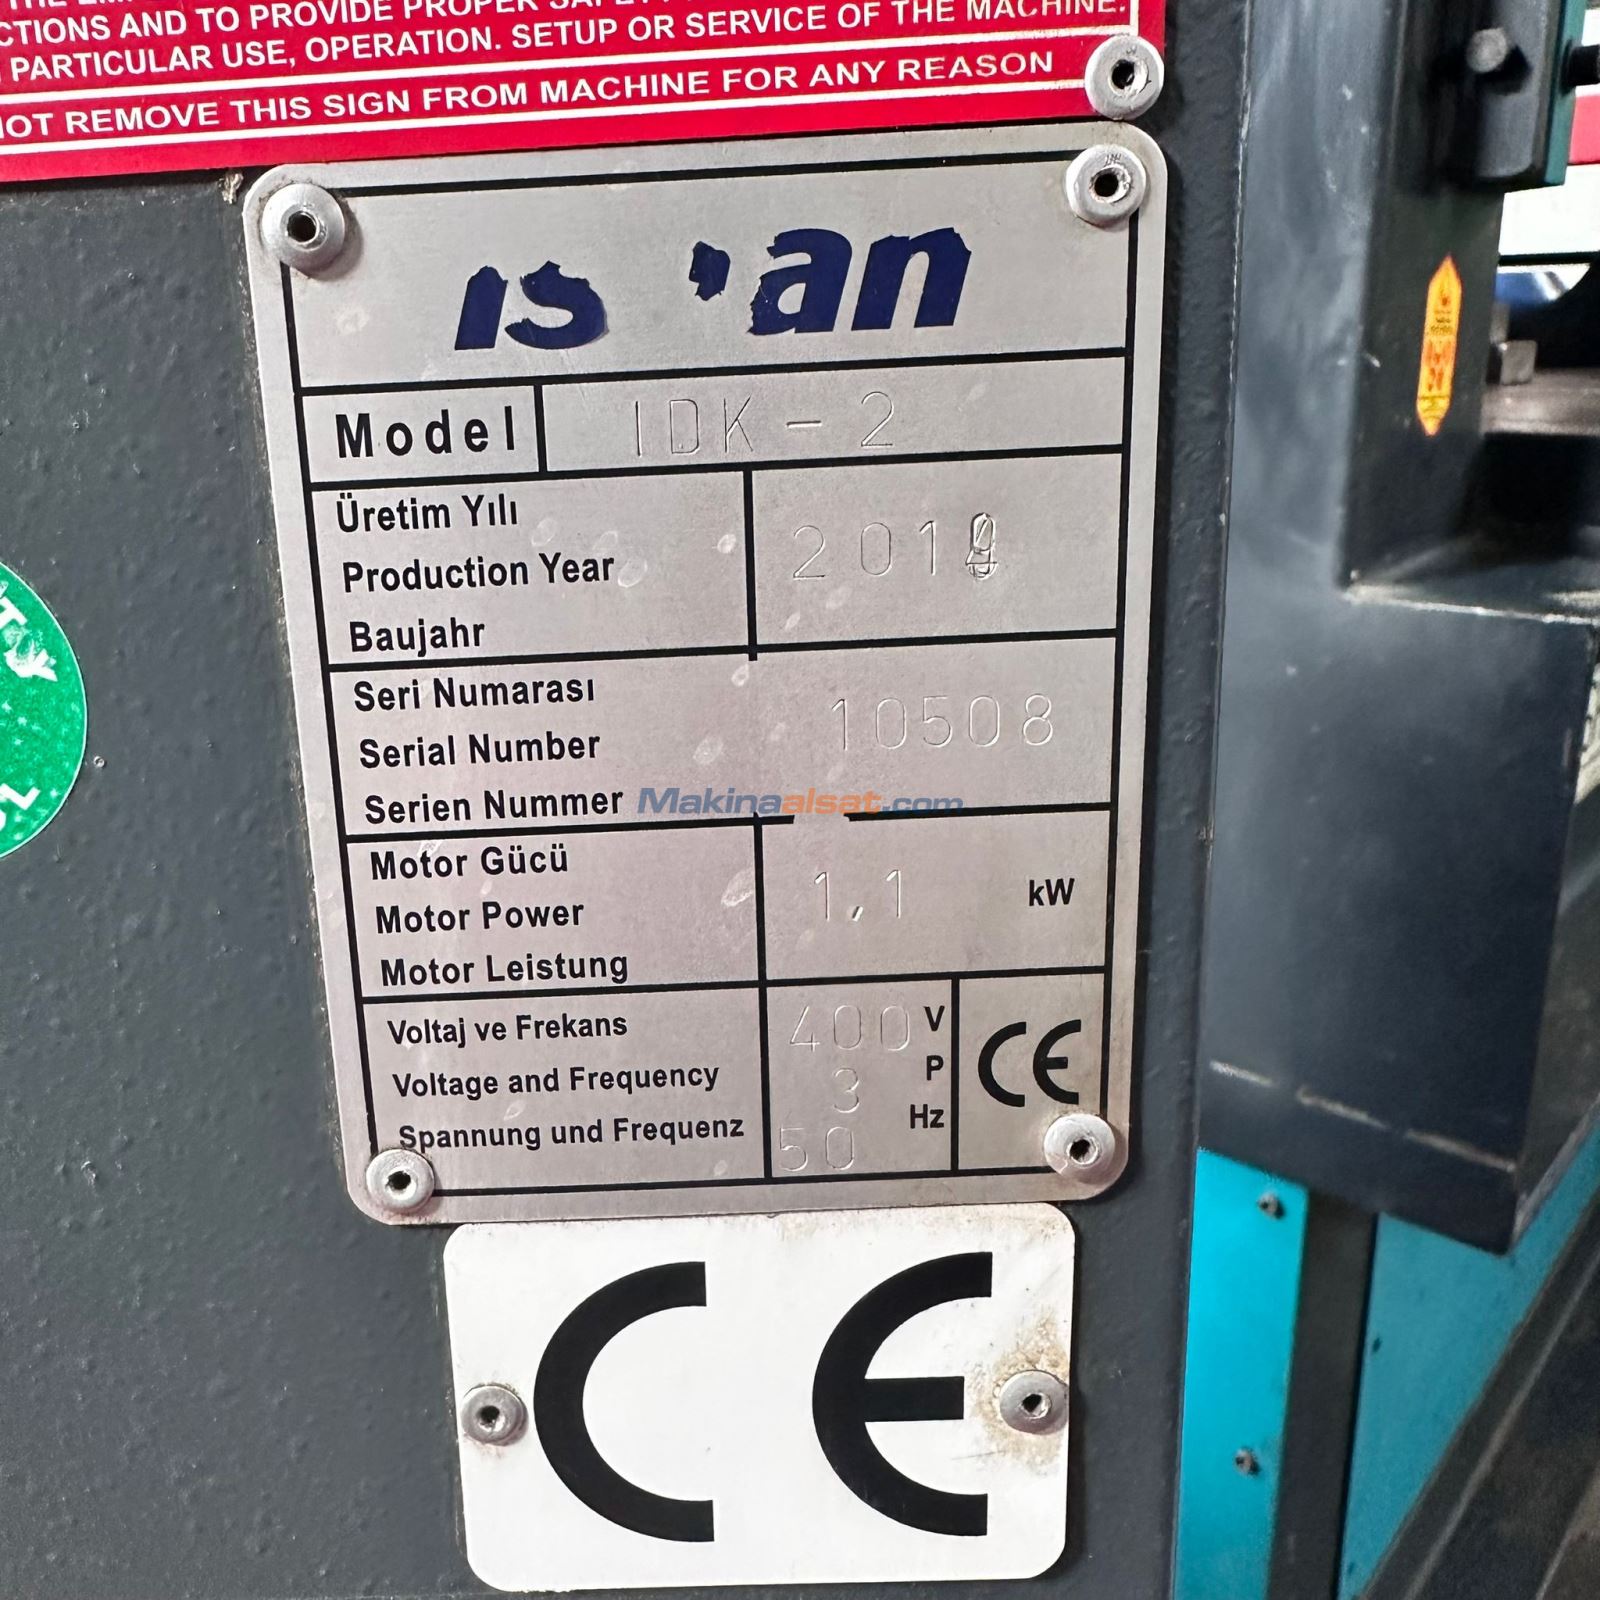 CTIONS AND TO PROVIDE PROPER
PARTICULAR USE, OPERATION. SETUP OR SERVICE OF THE MACHINE.
NOT REMOVE THIS SIGN FROM MACHINE FOR ANY REASON
Model IDK-2
Üretim Yılı
Production Year
Baujahr
Seri Numarası
Serial Number 10508
Serien Nummer
Makinaalsat.com
Motor Gücü
Motor Power 1,1 kW
Motor Leistung
Voltaj ve Frekans 400 V
Voltage and Frequency 3 P
Spannung und Frequenz 50 Hz
CE
CE